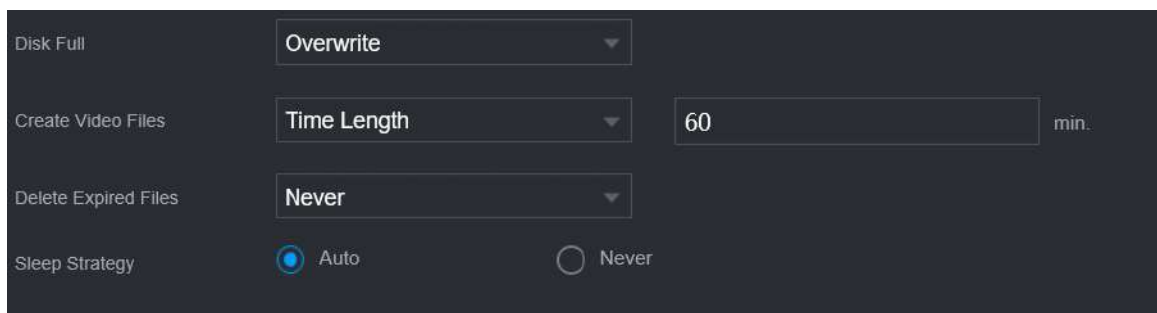 Disk Full Overwrite
Create Video Files Time Length 60 min.
Delete Expired Files Never
Sleep Strategy Auto Never